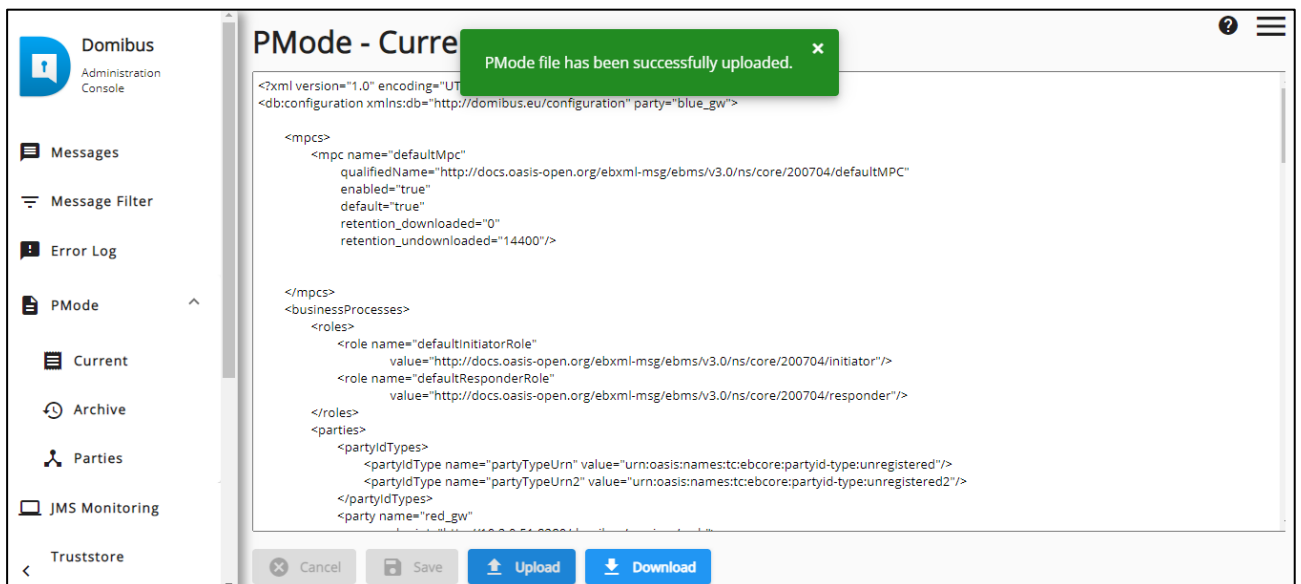 Domibus
Administration
Console
Messages
Message Filter
Error Log
PMode
Current
Archive
Parties
JMS Monitoring
Truststore
PMode - Curre
PMode file has been successfully uploaded.
<?xml version="1.0" encoding="UT
<db:configuration xmlns:db="http://domibus.eu/configuration" party="blue_gw">
<mpcs>
<mpc name="defaultMpc"
qualifiedName="http://docs.oasis-open.org/ebxml-msg/ebms/v3.0/ns/core/200704/defaultMPC"
enabled="true"
default="true"
retention_downloaded="0"
retention_undownloaded="14400"/>
</mpcs>
<businessProcesses>
<roles>
<role name="defaultInitiatorRole"
value="http://docs.oasis-open.org/ebxml-msg/ebms/v3.0/ns/core/200704/initiator"/>
<role name="defaultResponderRole"
value="http://docs.oasis-open.org/ebxml-msg/ebms/v3.0/ns/core/200704/responder"/>
</roles>
<parties>
<partyIdTypes>
<partyIdType name="partyTypeUrn" value="urn:oasis:names:tc:ebcore:partyid-type:unregistered"/>
<partyIdType name="partyTypeUrn2" value="urn:oasis:names:tc:ebcore:partyid-type:unregistered2"/>
</partyIdTypes>
<party name="red_gw"
Cancel
Save
Upload
Download